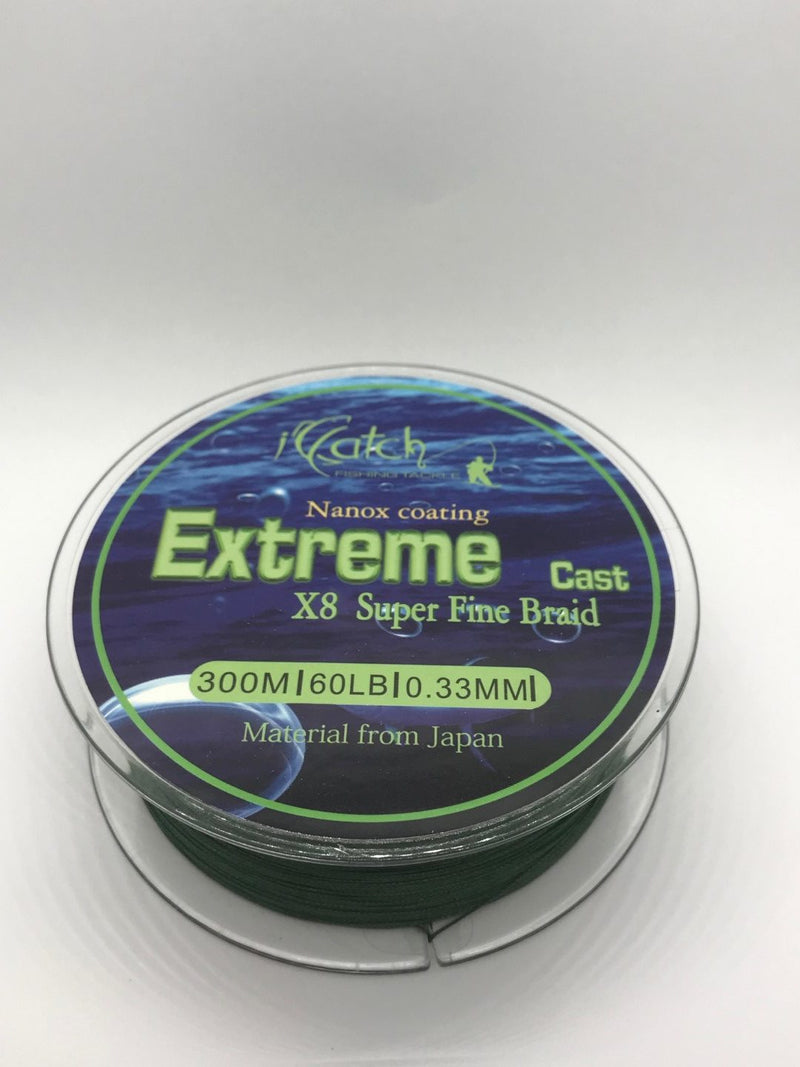 iCatch
FISHING TACKLE
Nanox coating
Extreme Cast
X8 Super Fine Braid
300M|60LB|0.33MM|
Material from Japan